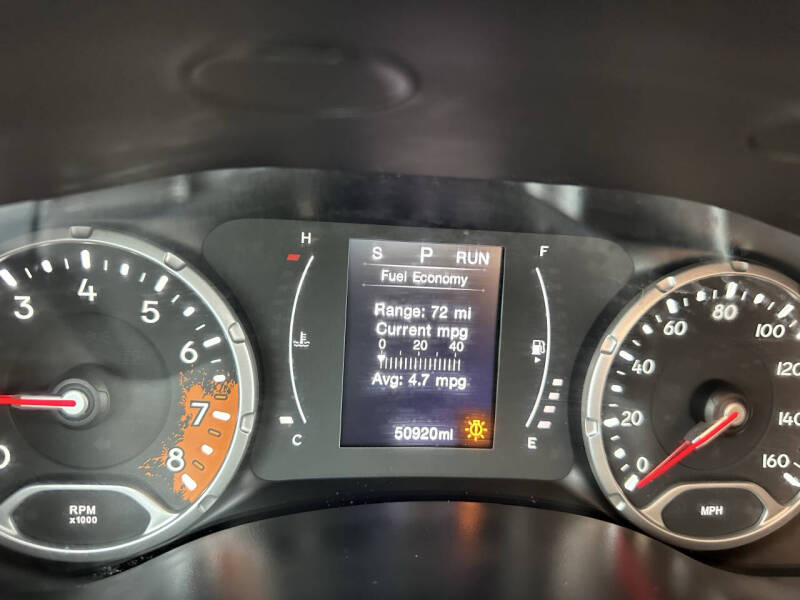 3 4 5 6 7 8
0
RPM
x1000
H
C
S P RUN
Fuel Economy
Range: 72 mi
Current mpg
0 20 40
Avg: 4.7 mpg
50920mi
F
E
0 20 40 60 80 100 120 140 160
MPH